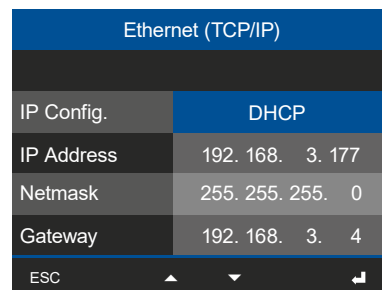 Ethernet (TCP/IP)
IP Config. DHCP
IP Address 192. 168. 3. 177
Netmask 255. 255. 255. 0
Gateway 192. 168. 3. 4
ESC